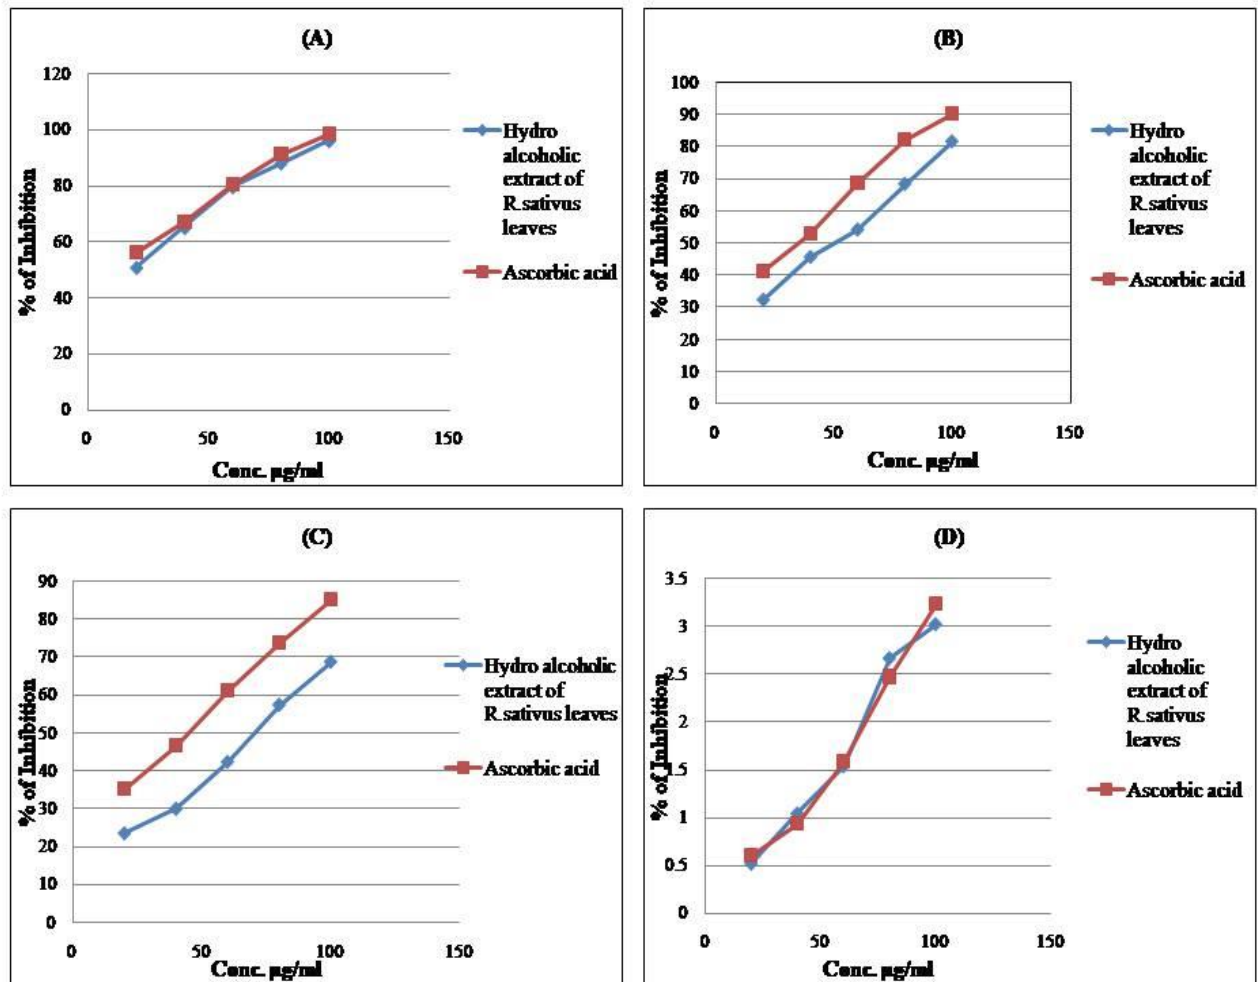 (A)
120
100
80
60
40
20
0
% of Inhibition
0 50 100 150
Conc. µg/ml
Hydro
alcoholic
extract of
R.sativus
leaves
Ascorbic acid
(B)
100
90
80
70
60
50
40
30
20
10
0
% of Inhibition
0 50 100 150
Conc. µg/ml
Hydro
alcoholic
extract of
R.sativus
leaves
Ascorbic acid
(C)
90
80
70
60
50
40
30
20
10
0
% of Inhibition
0 50 100 150
Conc. µg/ml
Hydro alcoholic
extract of
R.sativus leaves
Ascorbic acid
(D)
3.5
3
2.5
2
1.5
1
0.5
0
% of Inhibition
0 50 100 150
Conc. µg/ml
Hydro
alcoholic
extract of
R.sativus
leaves
Ascorbic acid